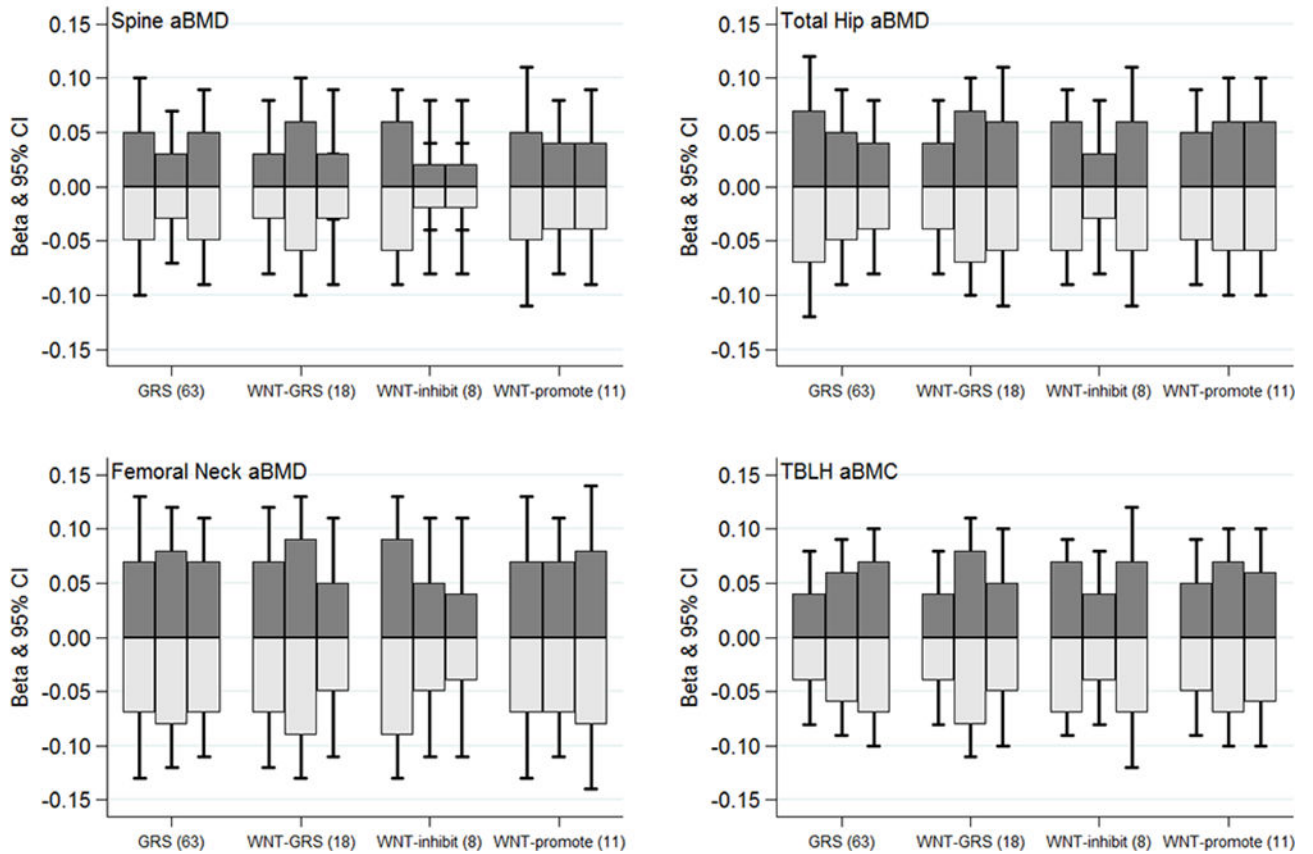 Spine aBMD
Beta & 95% CI
0.15
0.10
0.05
0.00
-0.05
-0.10
-0.15
GRS (63) WNT-GRS (18) WNT-inhibit (8) WNT-promote (11)
Total Hip aBMD
Beta & 95% CI
0.15
0.10
0.05
0.00
-0.05
-0.10
-0.15
GRS (63) WNT-GRS (18) WNT-inhibit (8) WNT-promote (11)
Femoral Neck aBMD
Beta & 95% CI
0.15
0.10
0.05
0.00
-0.05
-0.10
-0.15
GRS (63) WNT-GRS (18) WNT-inhibit (8) WNT-promote (11)
TBLH aBMC
Beta & 95% CI
0.15
0.10
0.05
0.00
-0.05
-0.10
-0.15
GRS (63) WNT-GRS (18) WNT-inhibit (8) WNT-promote (11)